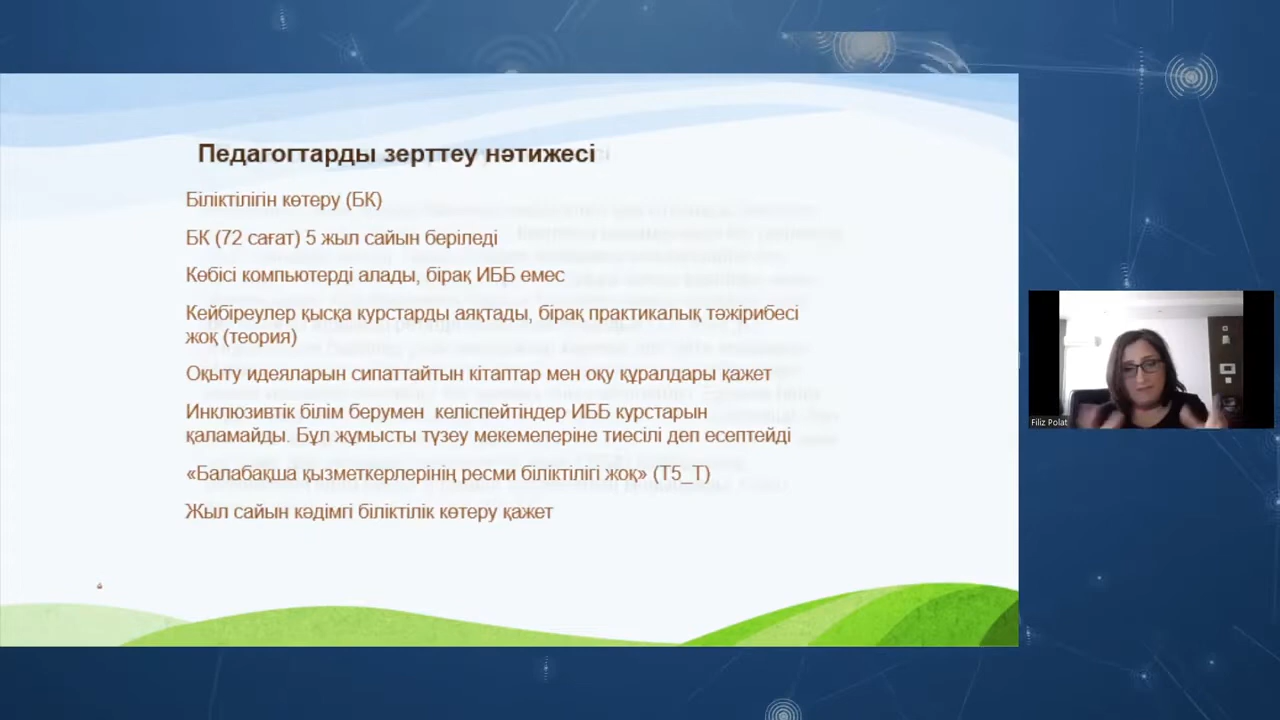 Педагогтарды зерттеу нәтижесі
Біліктілігін көтеру (БК)
БК (72 сағат) 5 жыл сайын беріледі
Көбісі компьютерді алады, бірақ ИББ емес
Кейбіреулер қысқа курстарды аяқтады, бірақ практикалық тәжірибесі
жоқ (теория)
Оқыту идеяларын сипаттайтын кітаптар мен оқу құралдары қажет
Инклюзивтік білім берумен келіспейтіндер ИББ курстарын
қаламайды. Бұл жұмысты түзеу мекемелеріне тиесілі деп есептейді
«Балабақша қызметкерлерінің ресми біліктілігі жоқ» (Т5_Т)
Жыл сайын кәдімгі біліктілік көтеру қажет
Filiz Polat